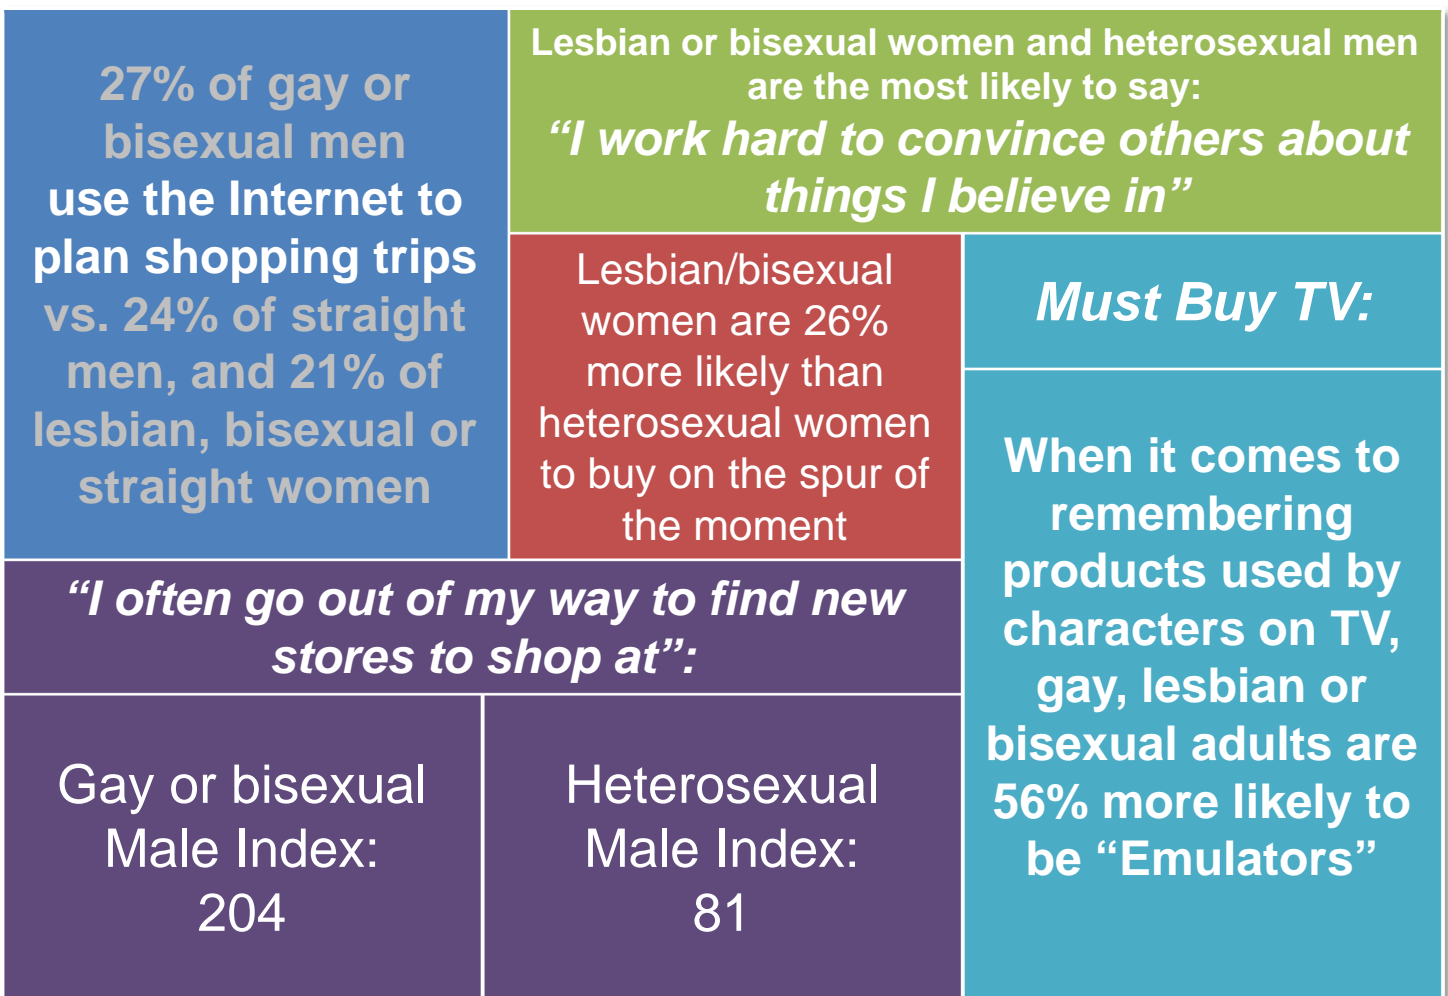 27% of gay or
bisexual men
use the Internet to
plan shopping trips
vs. 24% of straight
men, and 21% of
lesbian, bisexual or
straight women
Lesbian or bisexual women and heterosexual men
are the most likely to say:
“I work hard to convince others about
things I believe in”
Lesbian/bisexual
women are 26%
more likely than
heterosexual women
to buy on the spur of
the moment
Must Buy TV:
When it comes to
remembering
products used by
characters on TV,
gay, lesbian or
bisexual adults are
56% more likely to
be “Emulators”
“I often go out of my way to find new
stores to shop at”:
Gay or bisexual
Male Index:
204
Heterosexual
Male Index:
81